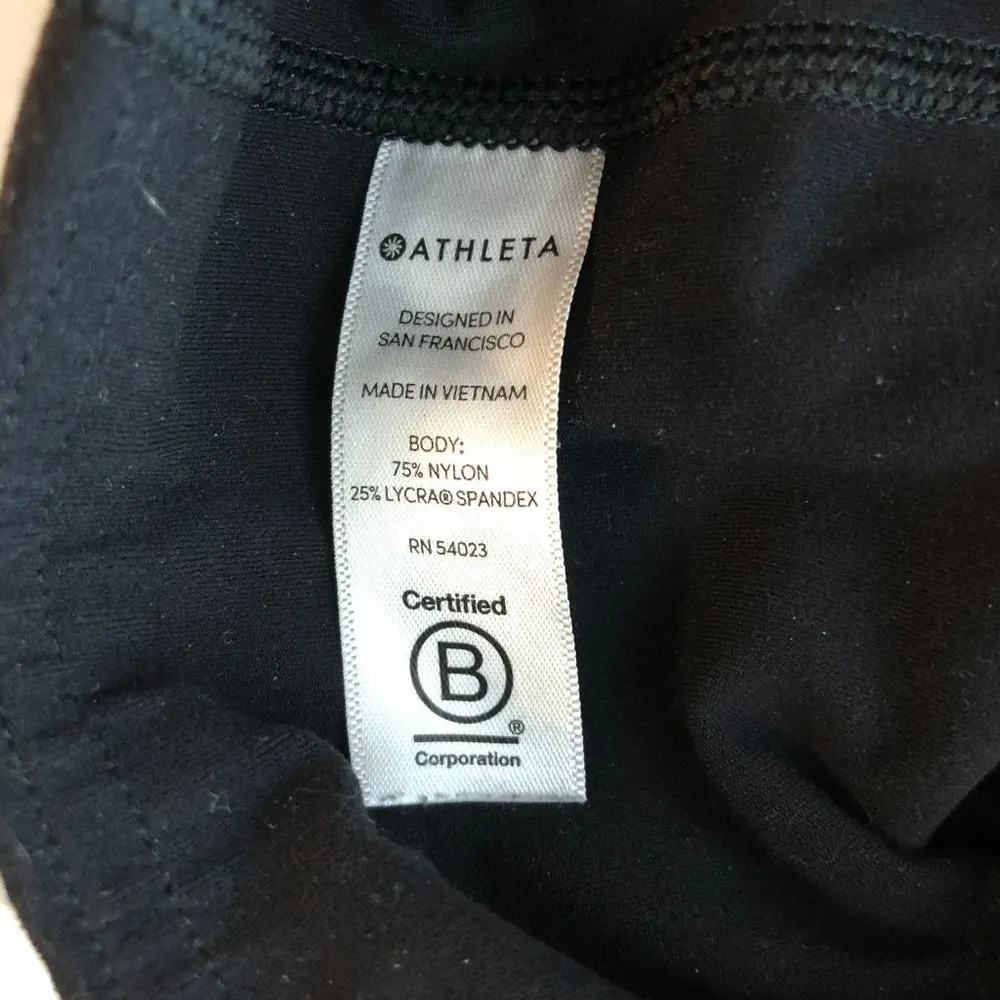 ATHLETA
DESIGNED IN
SAN FRANCISCO
MADE IN VIETNAM
BODY:
75% NYLON
25% LYCRA® SPANDEX
RN 54023
Certified
B
®
Corporation